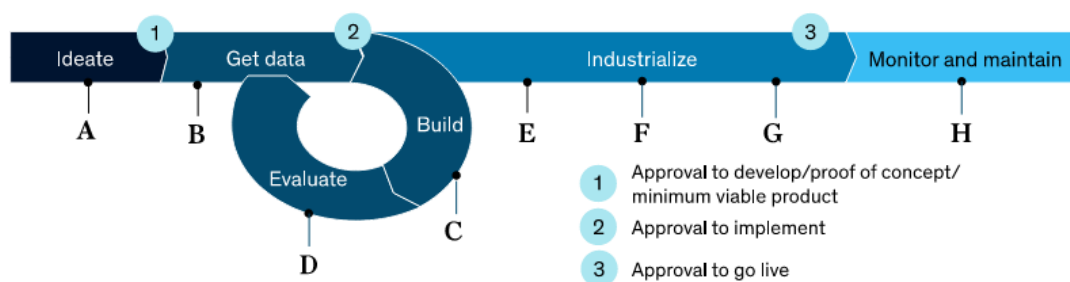 1
2
3
Ideate
Get data
Industrialize
Monitor and maintain
A
B
Build
E
F
G
H
Evaluate
C
D
1 Approval to develop/proof of concept/
minimum viable product
2 Approval to implement
3 Approval to go live